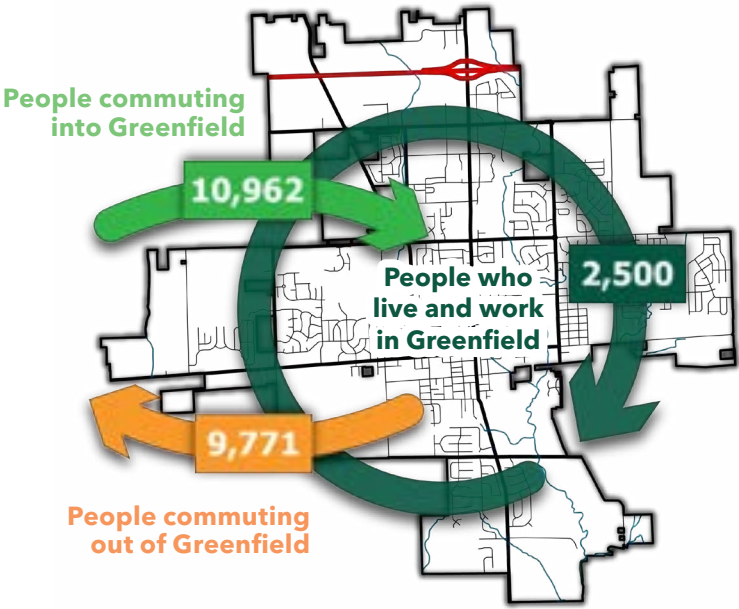 People commuting
into Greenfield
10,962
People who
live and work
in Greenfield
2,500
9,771
People commuting
out of Greenfield